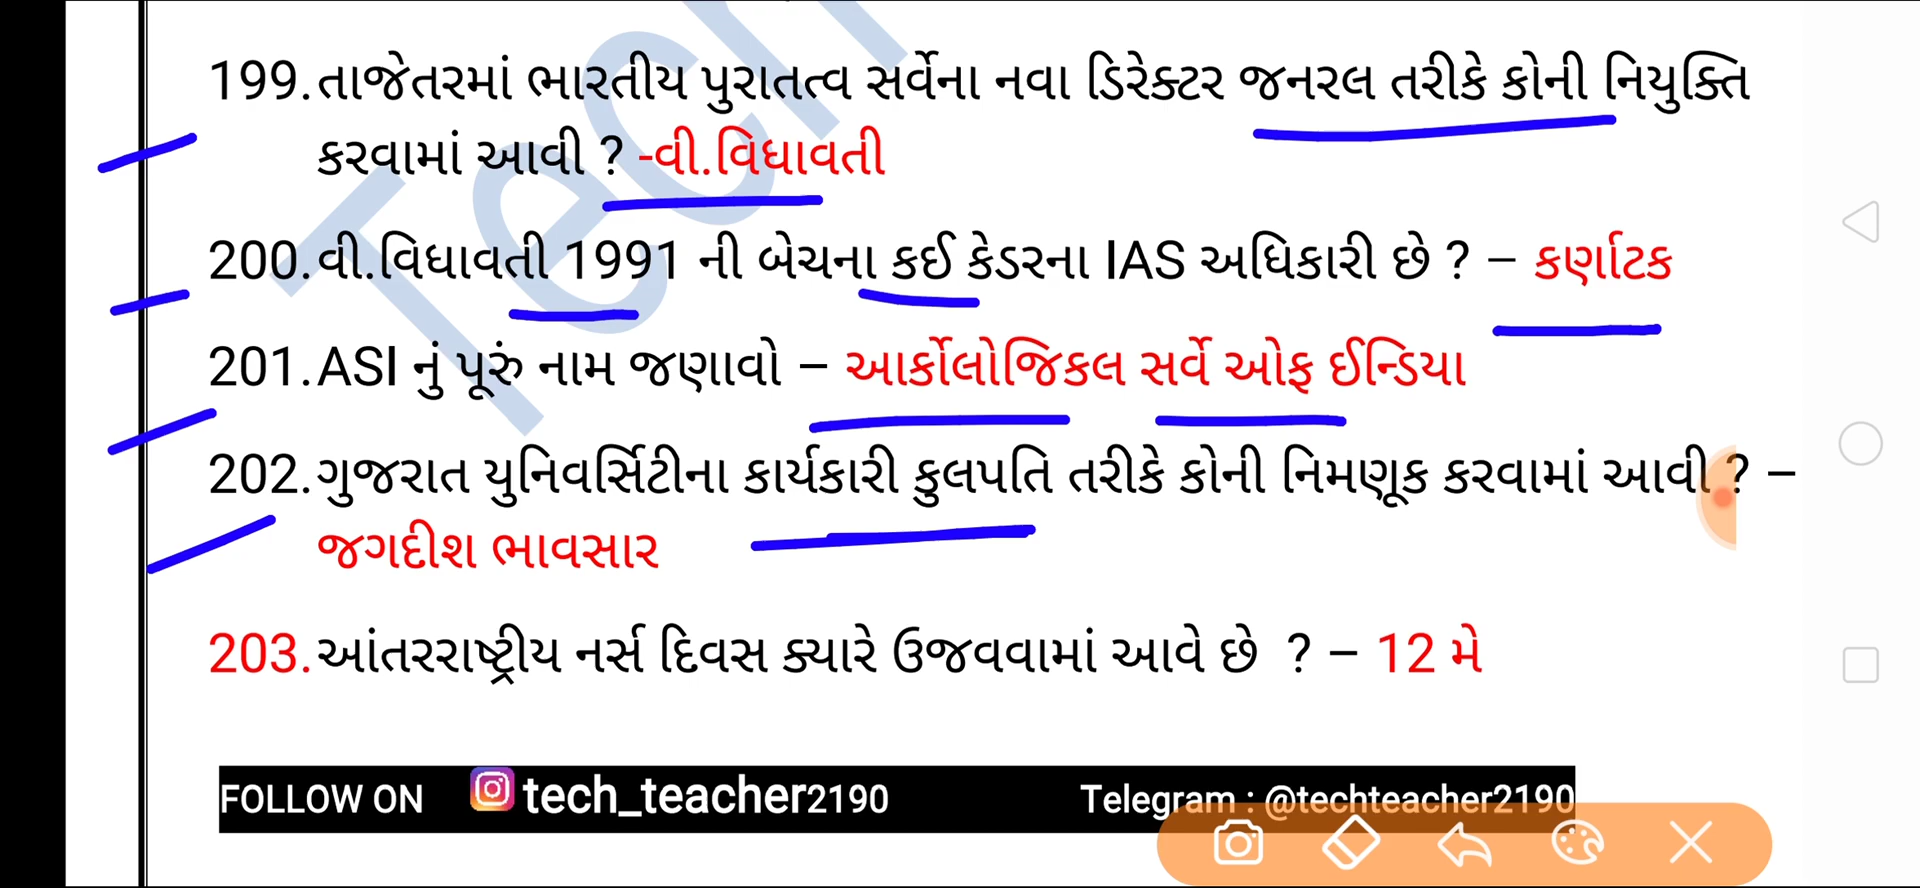 199.તાજેતરમાં ભારતીય પુરાતત્વ સર્વેના નવા ડિરેક્ટર જનરલ તરીકે કોની નિયુક્તિ
કરવામાં આવી ? -વી.વિધાવતી
200.વી.વિધાવતી 1991 ની બેચના કઈ કેડરના IAS અધિકારી છે ? – કર્ણાટક
201.ASI નું પૂરું નામ જણાવો – આર્કોલોજિકલ સર્વે ઓફ ઈન્ડિયા
202.ગુજરાત યુનિવર્સિટીના કાર્યકારી કુલપતિ તરીકે કોની નિમણૂક કરવામાં આવી ? –
જગદીશ ભાવસાર
203.આંતરરાષ્ટ્રીય નર્સ દિવસ ક્યારે ઉજવવામાં આવે છે ? – 12 મે
FOLLOW ON tech_teacher2190 Telegram : @techteacher2190
Tech